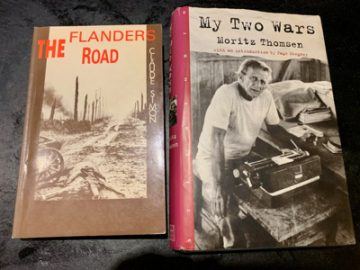 THE FLANDERS
ROAD
CLAUDE SIMON
My Two Wars
Moritz Thomsen
with an introduction by Page Stegner